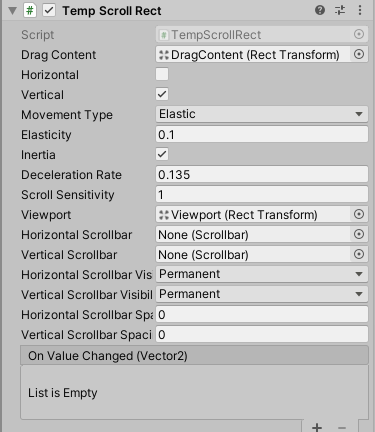 Temp Scroll Rect
Script TempScrollRect
Drag Content DragContent (Rect Transform)
Horizontal
Vertical
Movement Type Elastic
Elasticity 0.1
Inertia
Deceleration Rate 0.135
Scroll Sensitivity 1
Viewport Viewport (Rect Transform)
Horizontal Scrollbar None (Scrollbar)
Vertical Scrollbar None (Scrollbar)
Horizontal Scrollbar Vis Permanent
Vertical Scrollbar Visibil Permanent
Horizontal Scrollbar Spa 0
Vertical Scrollbar Spaci 0
On Value Changed (Vector2)
List is Empty